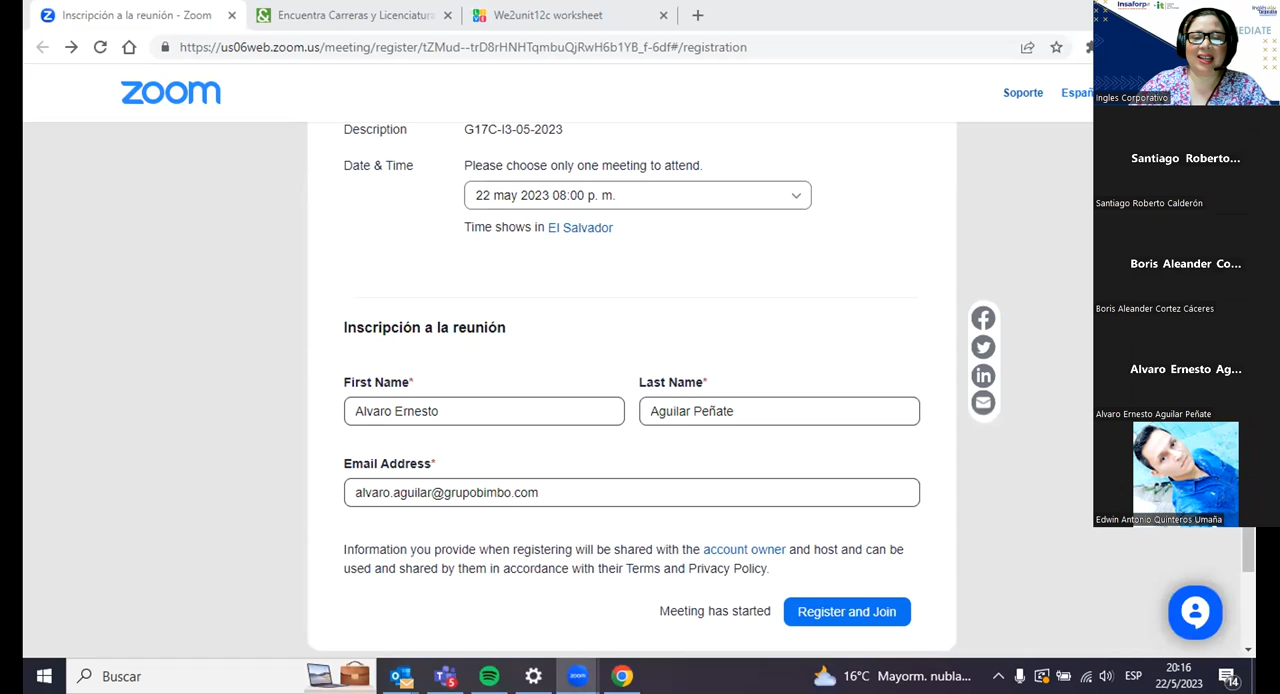 Inscripción a la reunión - Zoom
Encuentra Carreras y Licenciatura
We2unit12c worksheet
https://us06web.zoom.us/meeting/register/tZMud--trD8rHNHTqmbuQjRwH6b1YB_f-6df#/registration
zoom
Soporte
Españ
Description
G17C-I3-05-2023
Date & Time
Please choose only one meeting to attend.
22 may 2023 08:00 p. m.
Time shows in El Salvador
Inscripción a la reunión
First Name*
Last Name*
Alvaro Ernesto
Aguilar Peñate
Email Address*
alvaro.aguilar@grupobimbo.com
Information you provide when registering will be shared with the account owner and host and can be
used and shared by them in accordance with their Terms and Privacy Policy.
Meeting has started
Register and Join
Insaforp
EDIATE
Ingles Corporativo
Santiago Roberto...
Santiago Roberto Calderón
Boris Aleander Co...
Boris Aleander Cortez Cáceres
Alvaro Ernesto Ag...
Alvaro Ernesto Aguilar Peñate
Edwin Antonio Quinteros Umaña
Buscar
zoom
16°C Mayorm. nubla...
ESP
20:16
22/5/2023
14